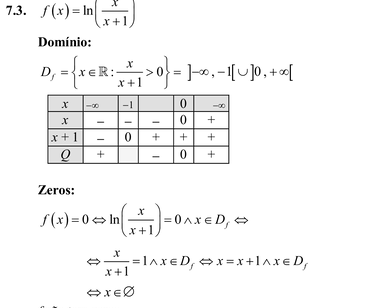 7.3. f(x) = ln(x/(x+1))
Domínio:
D_f = {x ∈ ℝ : x/(x+1) > 0} = ]−∞, −1[ ∪ ]0, +∞[
x −∞ −1 0 −∞
x − − − 0 +
x + 1 − 0 + + +
Q + − 0 +
Zeros:
f(x) = 0 ⇔ ln(x/(x+1)) = 0 ∧ x ∈ D_f ⇔
⇔ x/(x+1) = 1 ∧ x ∈ D_f ⇔ x = x + 1 ∧ x ∈ D_f
⇔ x ∈ ∅